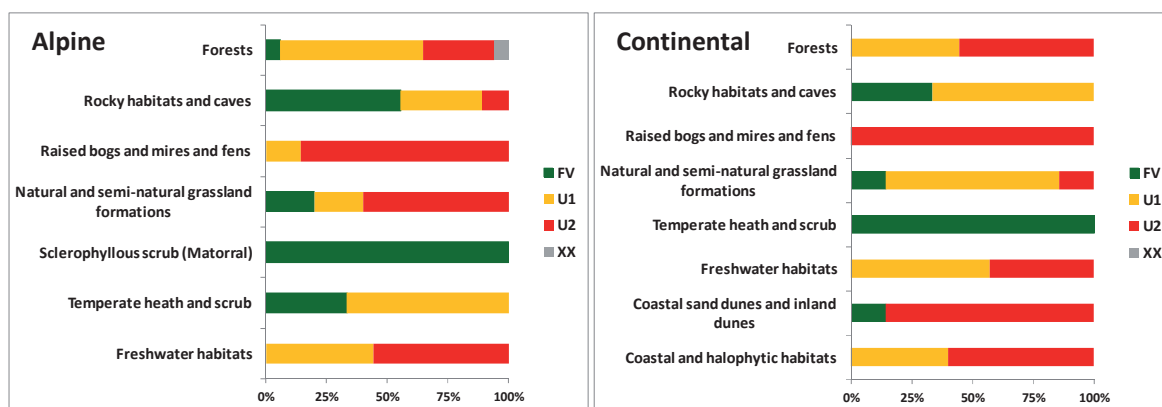 Alpine
Forests
Rocky habitats and caves
Raised bogs and mires and fens
Natural and semi-natural grassland
formations
Sclerophyllous scrub (Matorral)
Temperate heath and scrub
Freshwater habitats
0% 25% 50% 75% 100%
FV
U1
U2
XX
Continental
Forests
Rocky habitats and caves
Raised bogs and mires and fens
Natural and semi-natural grassland
formations
Temperate heath and scrub
Freshwater habitats
Coastal sand dunes and inland
dunes
Coastal and halophytic habitats
0% 25% 50% 75% 100%
FV
U1
U2
XX